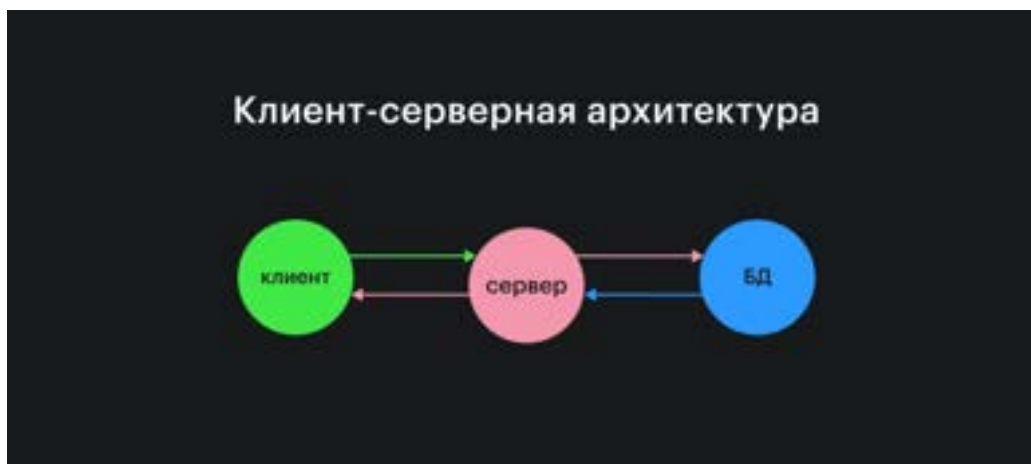 Клиент-серверная архитектура
клиент
сервер
БД